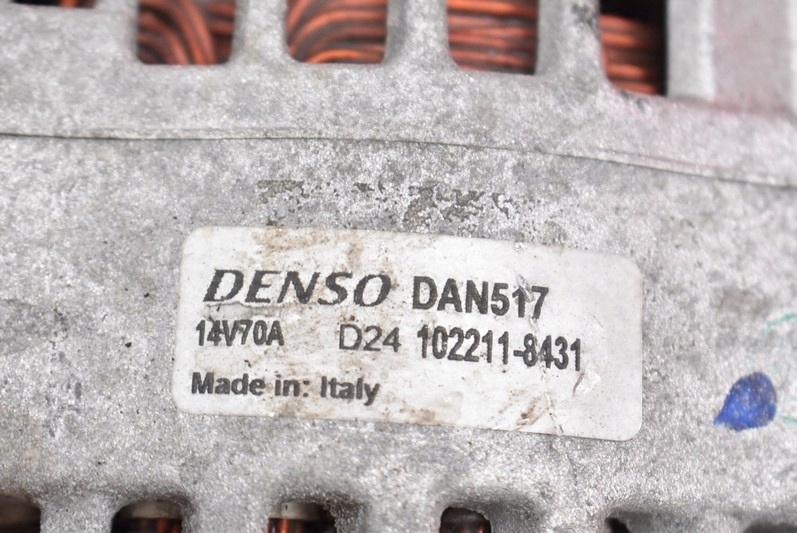 DENSO DAN517
14V70A D24 102211-8431
Made in: Italy